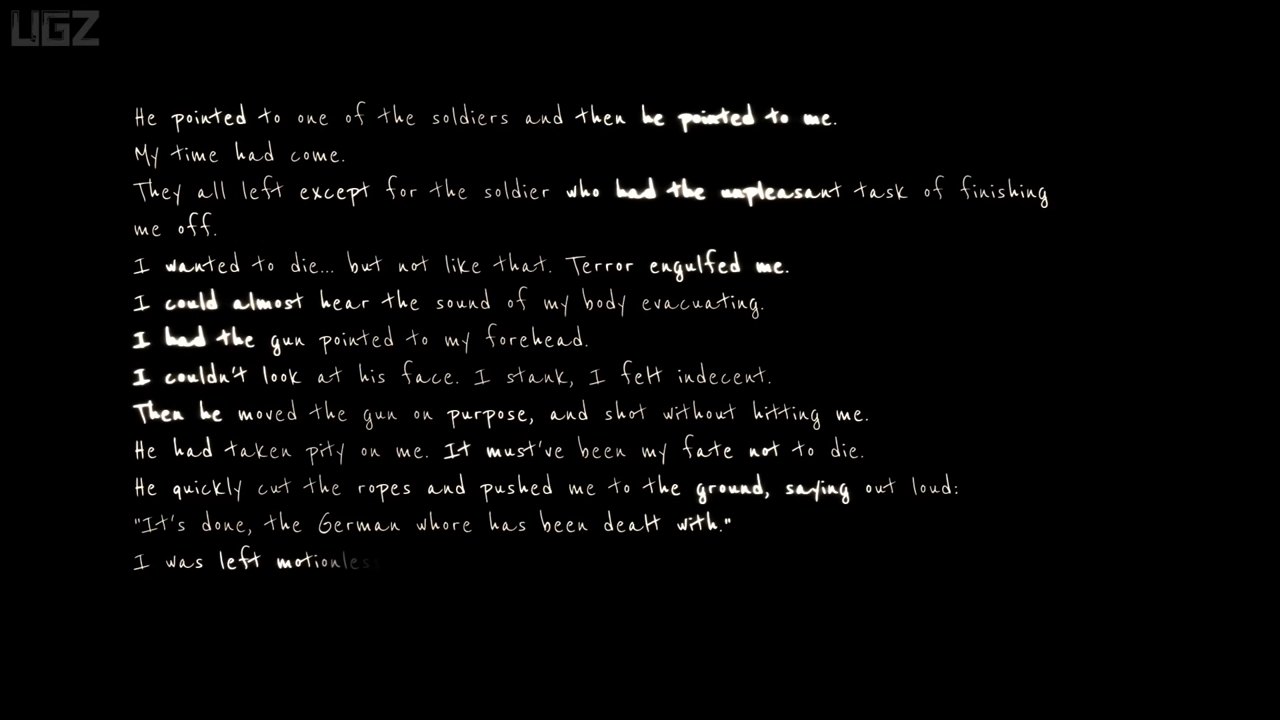 UGZ
He pointed to one of the soldiers and then he pointed to me.
My time had come.
They all left except for the soldier who had the unpleasant task of finishing
me off.
I wanted to die... but not like that. Terror engulfed me.
I could almost hear the sound of my body evacuating.
I had the gun pointed to my forehead.
I couldn't look at his face. I stank, I felt indecent.
Then he moved the gun on purpose, and shot without hitting me.
He had taken pity on me. It must've been my fate not to die.
He quickly cut the ropes and pushed me to the ground, saying out loud:
"It's done, the German whore has been dealt with."
I was left motionless